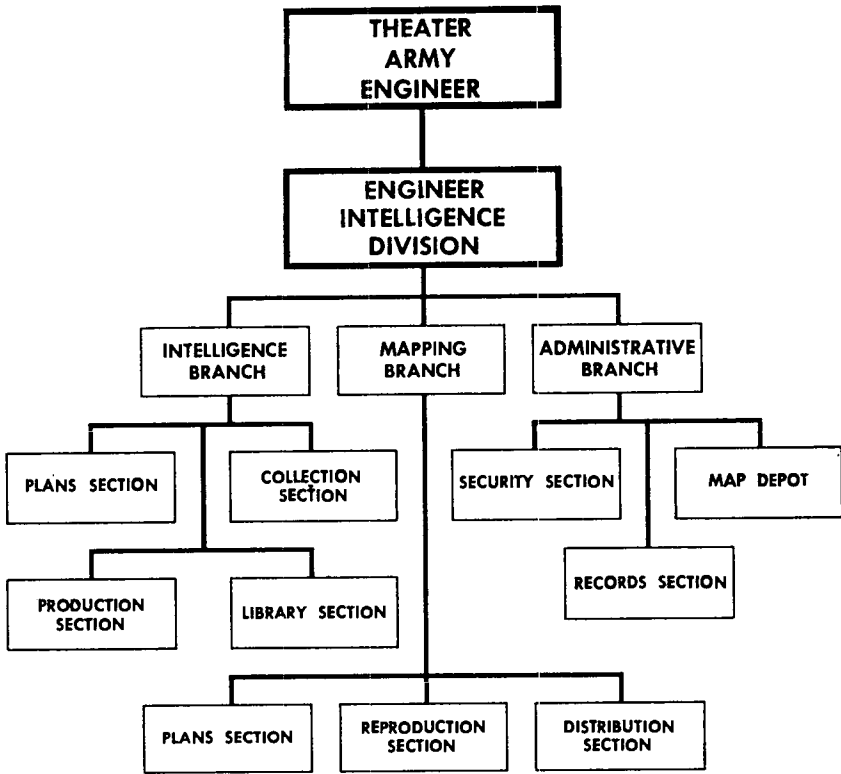 THEATER
ARMY
ENGINEER
ENGINEER
INTELLIGENCE
DIVISION
INTELLIGENCE
BRANCH
MAPPING
BRANCH
ADMINISTRATIVE
BRANCH
PLANS SECTION
COLLECTION
SECTION
SECURITY SECTION
MAP DEPOT
PRODUCTION
SECTION
LIBRARY SECTION
RECORDS SECTION
PLANS SECTION
REPRODUCTION
SECTION
DISTRIBUTION
SECTION